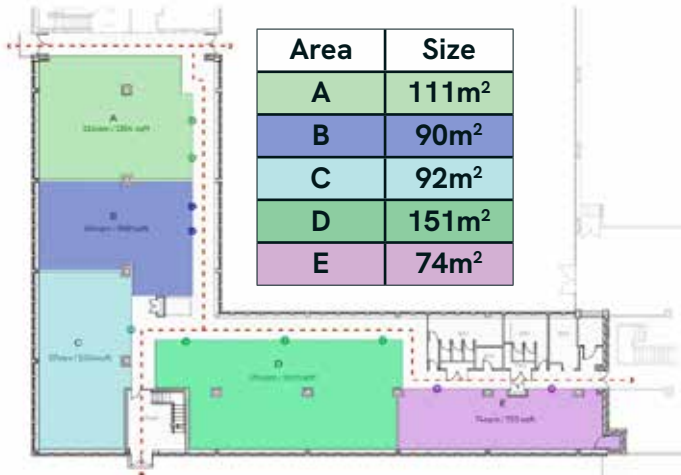 Area Size
A 111m²
B 90m²
C 92m²
D 151m²
E 74m²
A
B
C
D
E